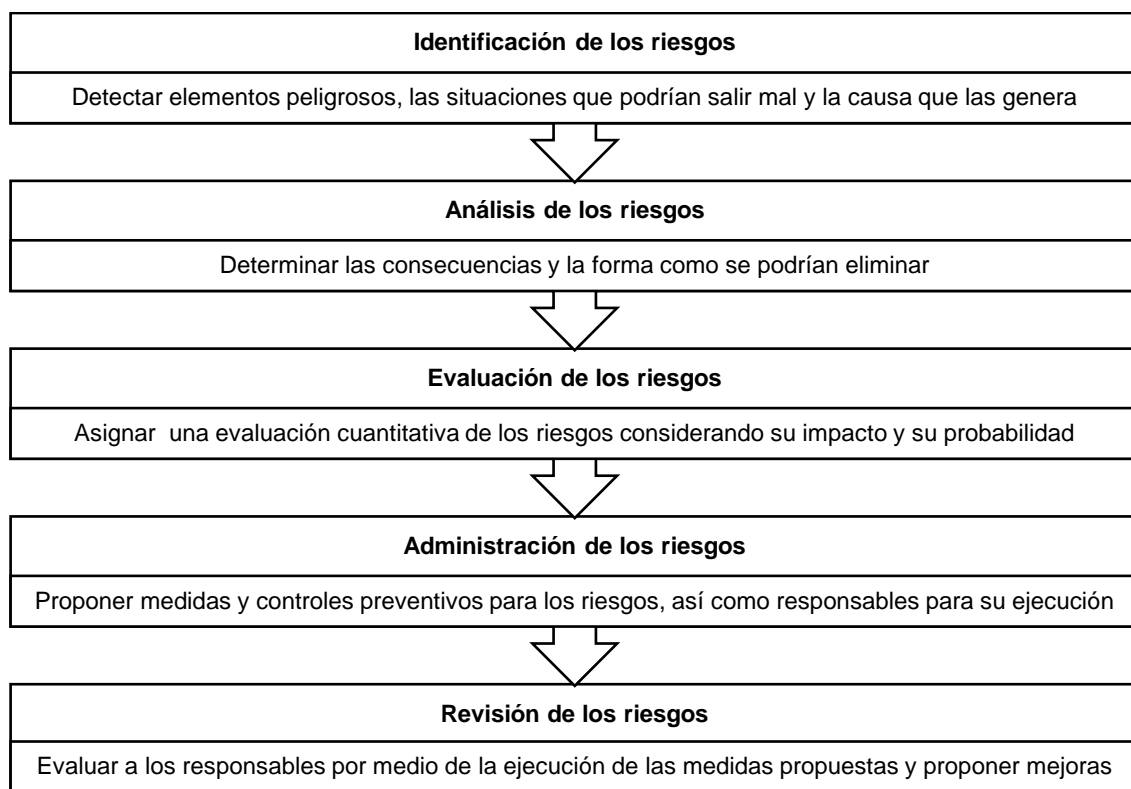 Identificación de los riesgos
Detectar elementos peligrosos, las situaciones que podrían salir mal y la causa que las genera
Análisis de los riesgos
Determinar las consecuencias y la forma como se podrían eliminar
Evaluación de los riesgos
Asignar una evaluación cuantitativa de los riesgos considerando su impacto y su probabilidad
Administración de los riesgos
Proponer medidas y controles preventivos para los riesgos, así como responsables para su ejecución
Revisión de los riesgos
Evaluar a los responsables por medio de la ejecución de las medidas propuestas y proponer mejoras